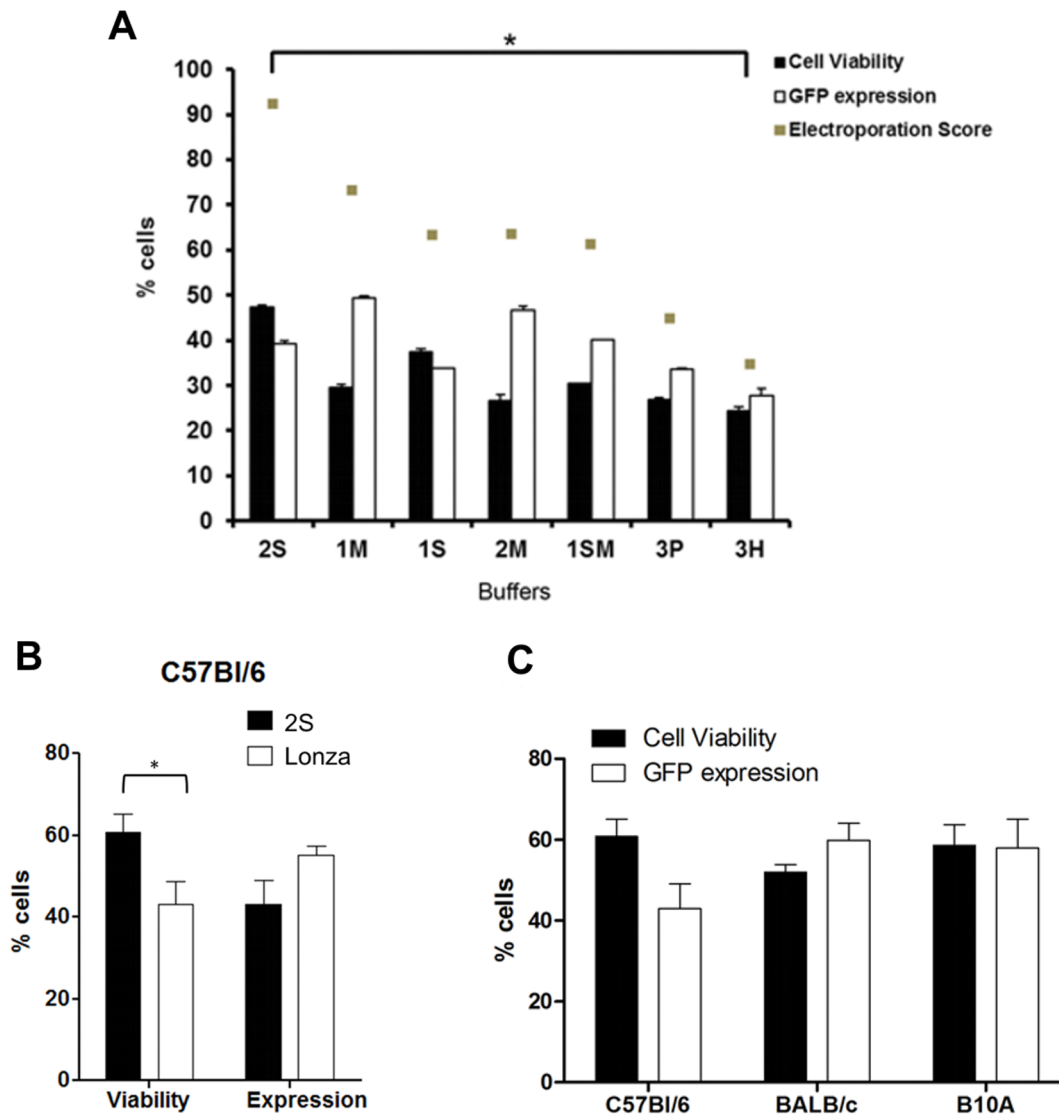 A
*
Cell Viability
GFP expression
Electroporation Score
100
90
80
70
60
50
40
30
20
10
0
% cells
2S 1M 1S 2M 1SM 3P 3H
Buffers
B
C57Bl/6
2S
Lonza
*
80
60
40
20
0
% cells
Viability Expression
C
Cell Viability
GFP expression
80
60
40
20
0
% cells
C57Bl/6 BALB/c B10A